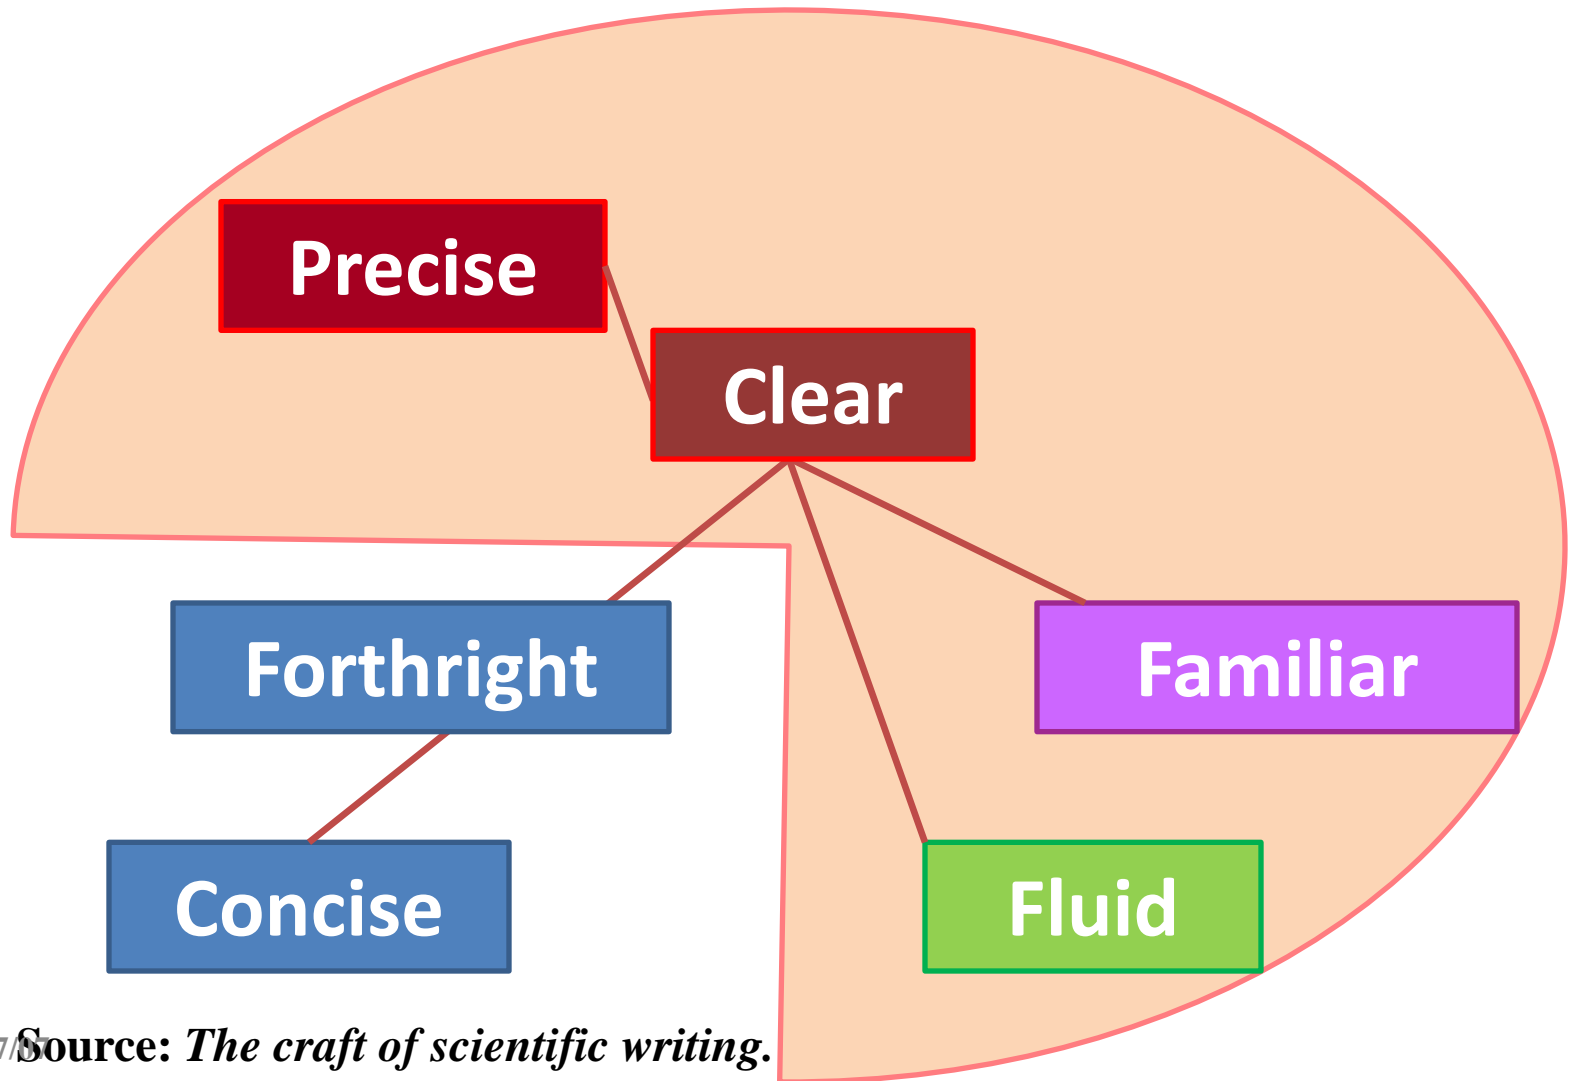 Precise
Clear
Forthright
Familiar
Concise
Fluid
Source: The craft of scientific writing.